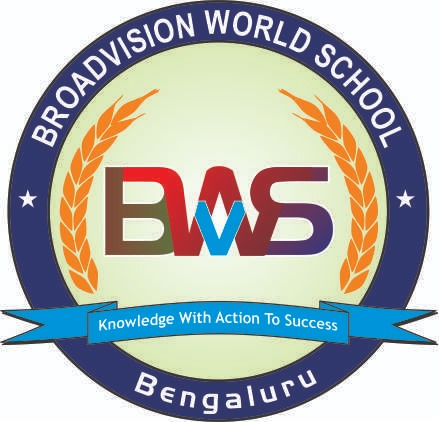 BROADVISION WORLD SCHOOL
BWS
Knowledge With Action To Success
Bengaluru